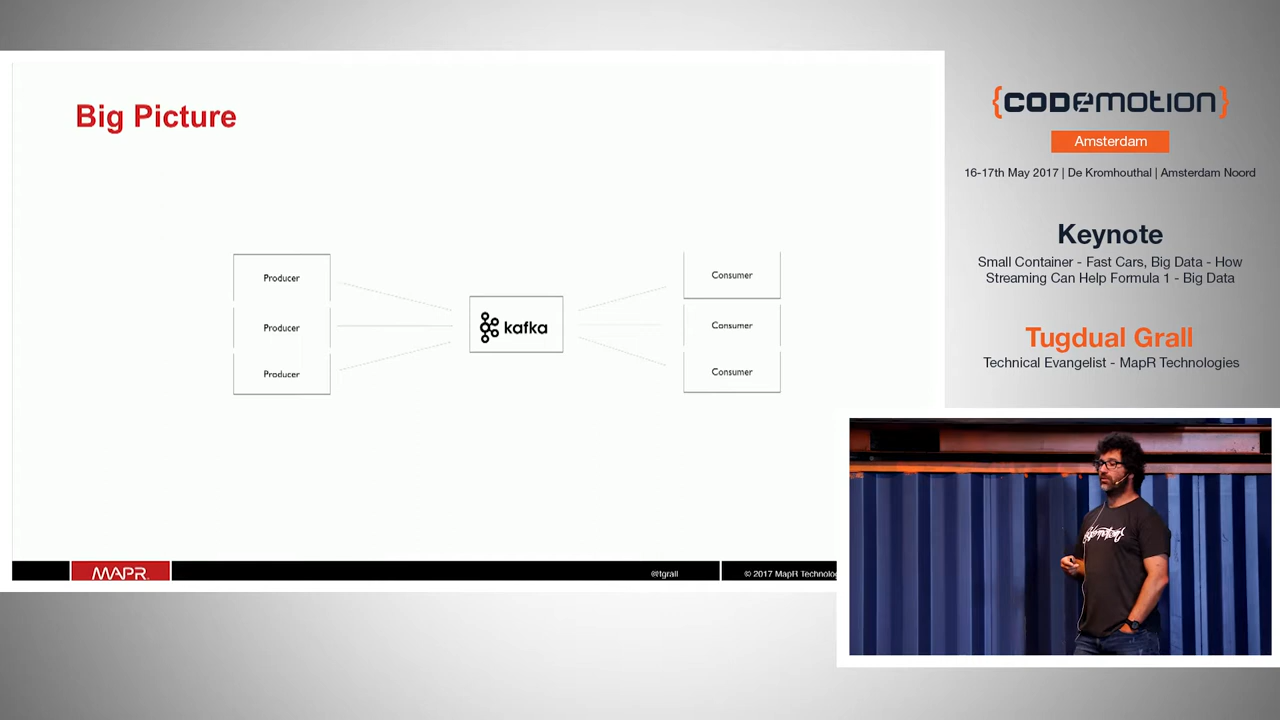 Big Picture
Producer
Producer
Producer
kafka
Consumer
Consumer
Consumer
MAPR
@tgrall
© 2017 MapR
{CODEMOTION}
Amsterdam
16-17th May 2017 | De Kromhouthal | Amsterdam Noord
Keynote
Small Container - Fast Cars, Big Data - How
Streaming Can Help Formula 1 - Big Data
Tugdual Grall
Technical Evangelist - MapR Technologies